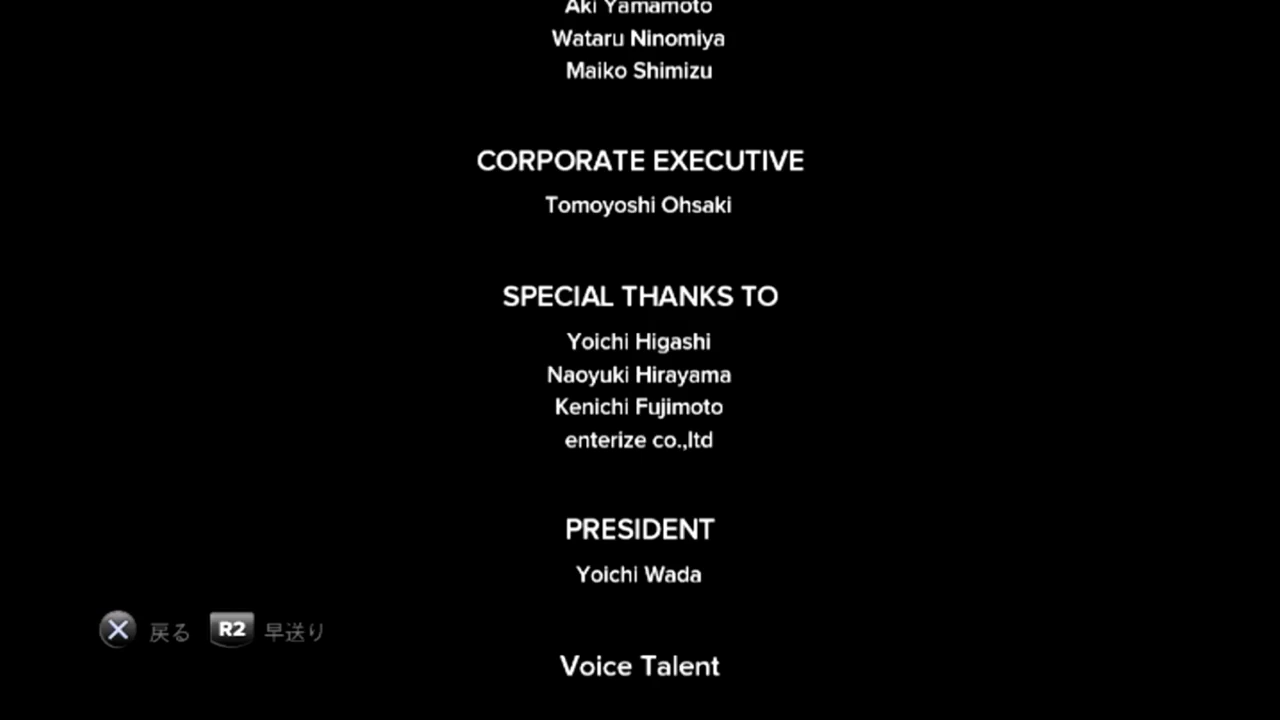 Aki Yamamoto
Wataru Ninomiya
Maiko Shimizu
CORPORATE EXECUTIVE
Tomoyoshi Ohsaki
SPECIAL THANKS TO
Yoichi Higashi
Naoyuki Hirayama
Kenichi Fujimoto
enterize co.,ltd
PRESIDENT
Yoichi Wada
戻る R2 早送り
Voice Talent